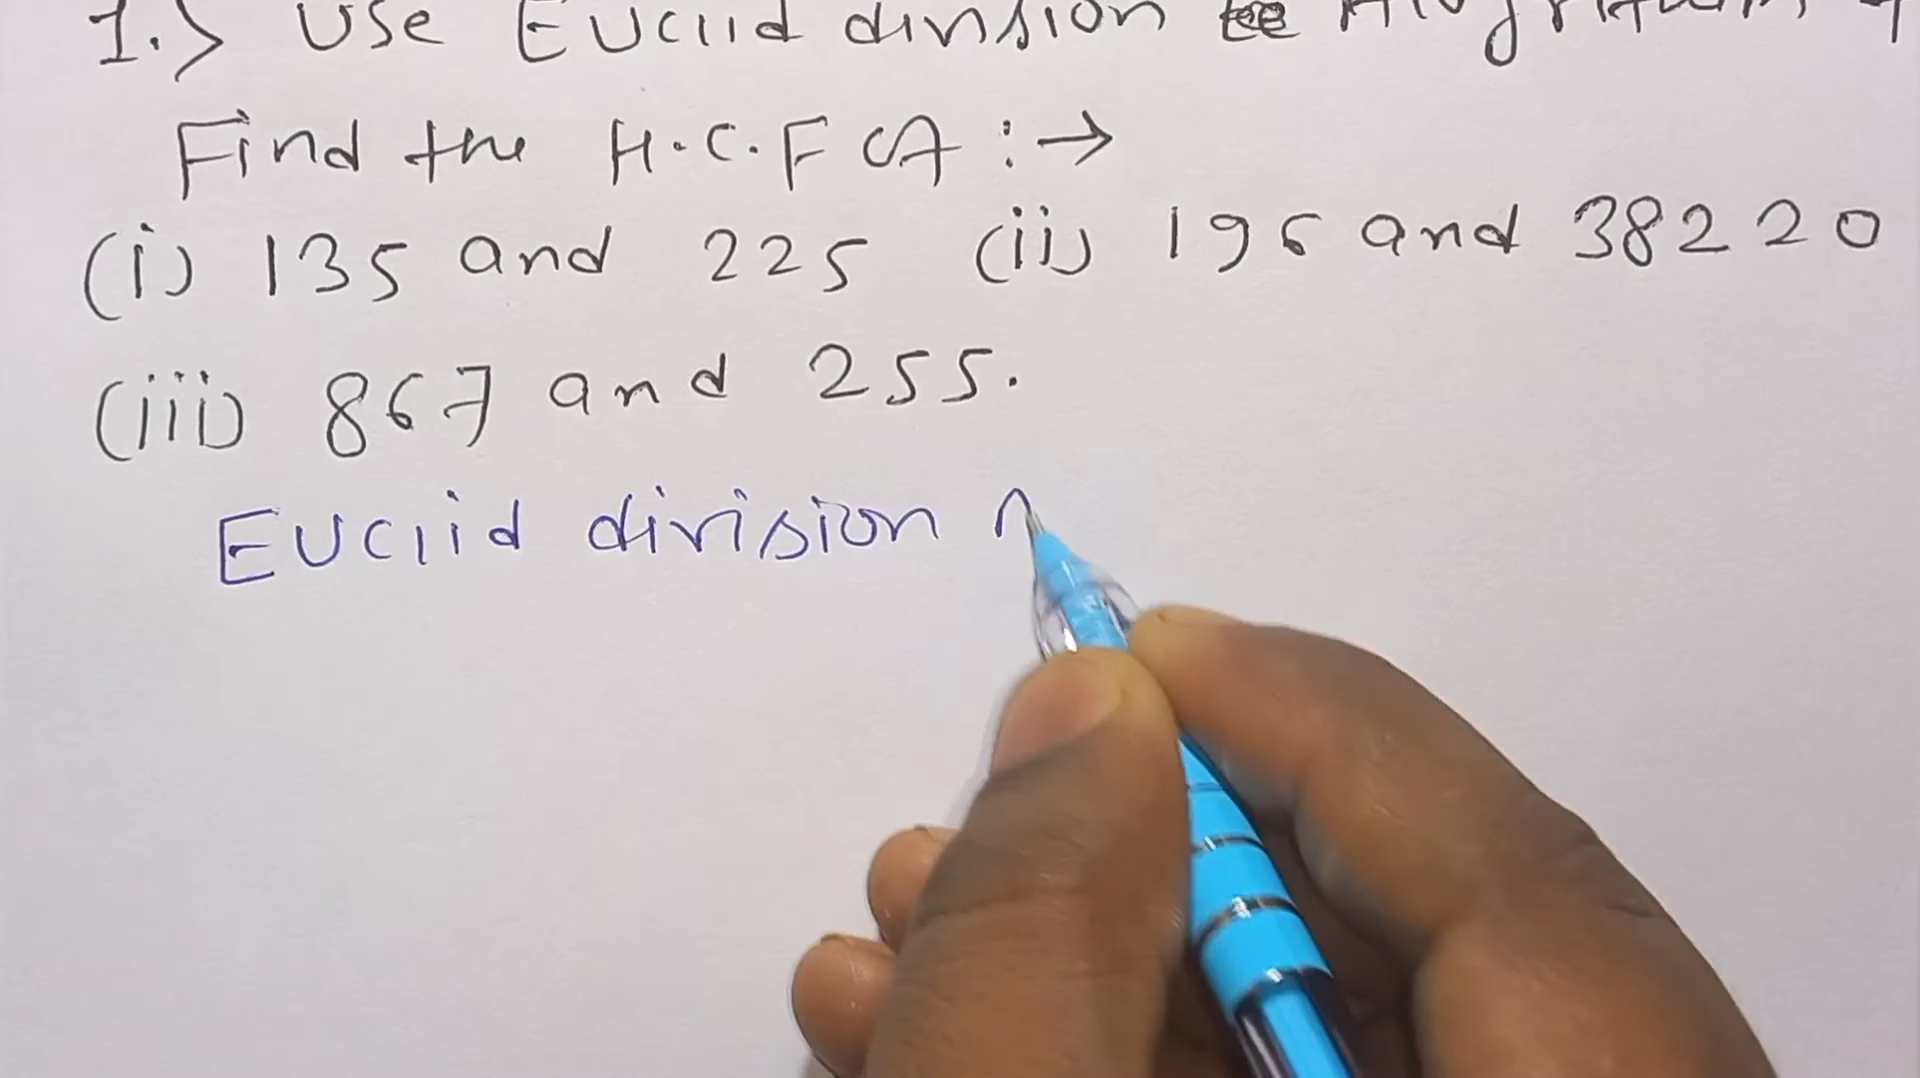 1.> Use Euclid division
Find the H.C.F of :→
(i) 135 and 225 (ii) 196 and 38220
(iii) 867 and 255.
Euclid division